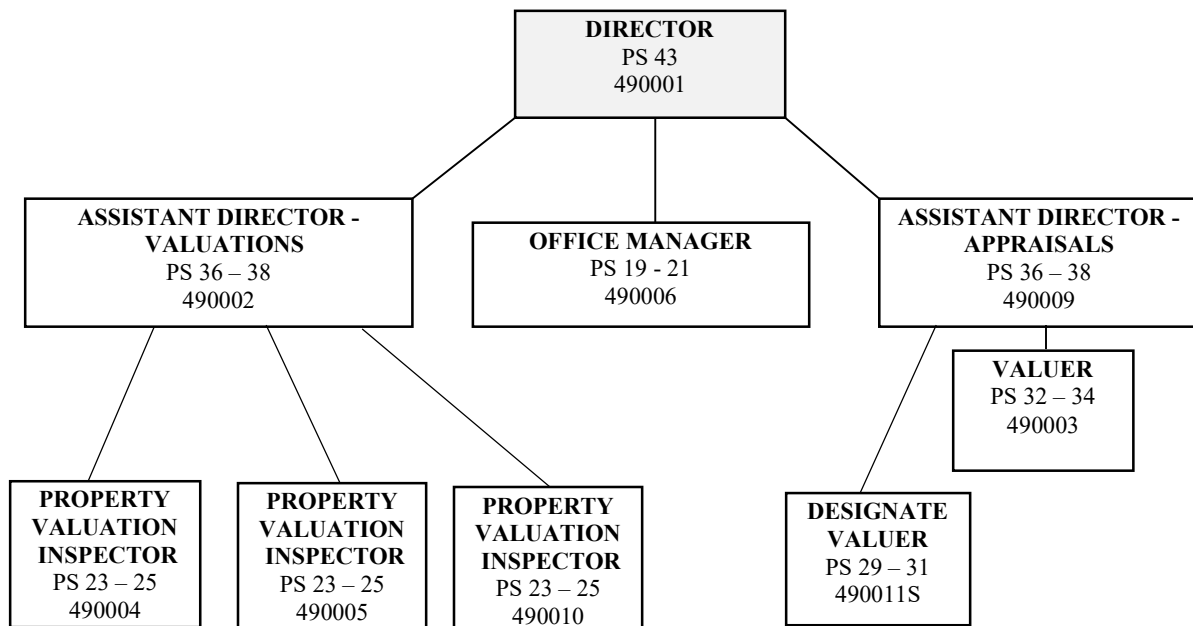 DIRECTOR
PS 43
490001
ASSISTANT DIRECTOR -
VALUATIONS
PS 36 – 38
490002
OFFICE MANAGER
PS 19 - 21
490006
ASSISTANT DIRECTOR -
APPRAISALS
PS 36 – 38
490009
VALUER
PS 32 – 34
490003
PROPERTY
VALUATION
INSPECTOR
PS 23 – 25
490004
PROPERTY
VALUATION
INSPECTOR
PS 23 – 25
490005
PROPERTY
VALUATION
INSPECTOR
PS 23 – 25
490010
DESIGNATE
VALUER
PS 29 – 31
490011S